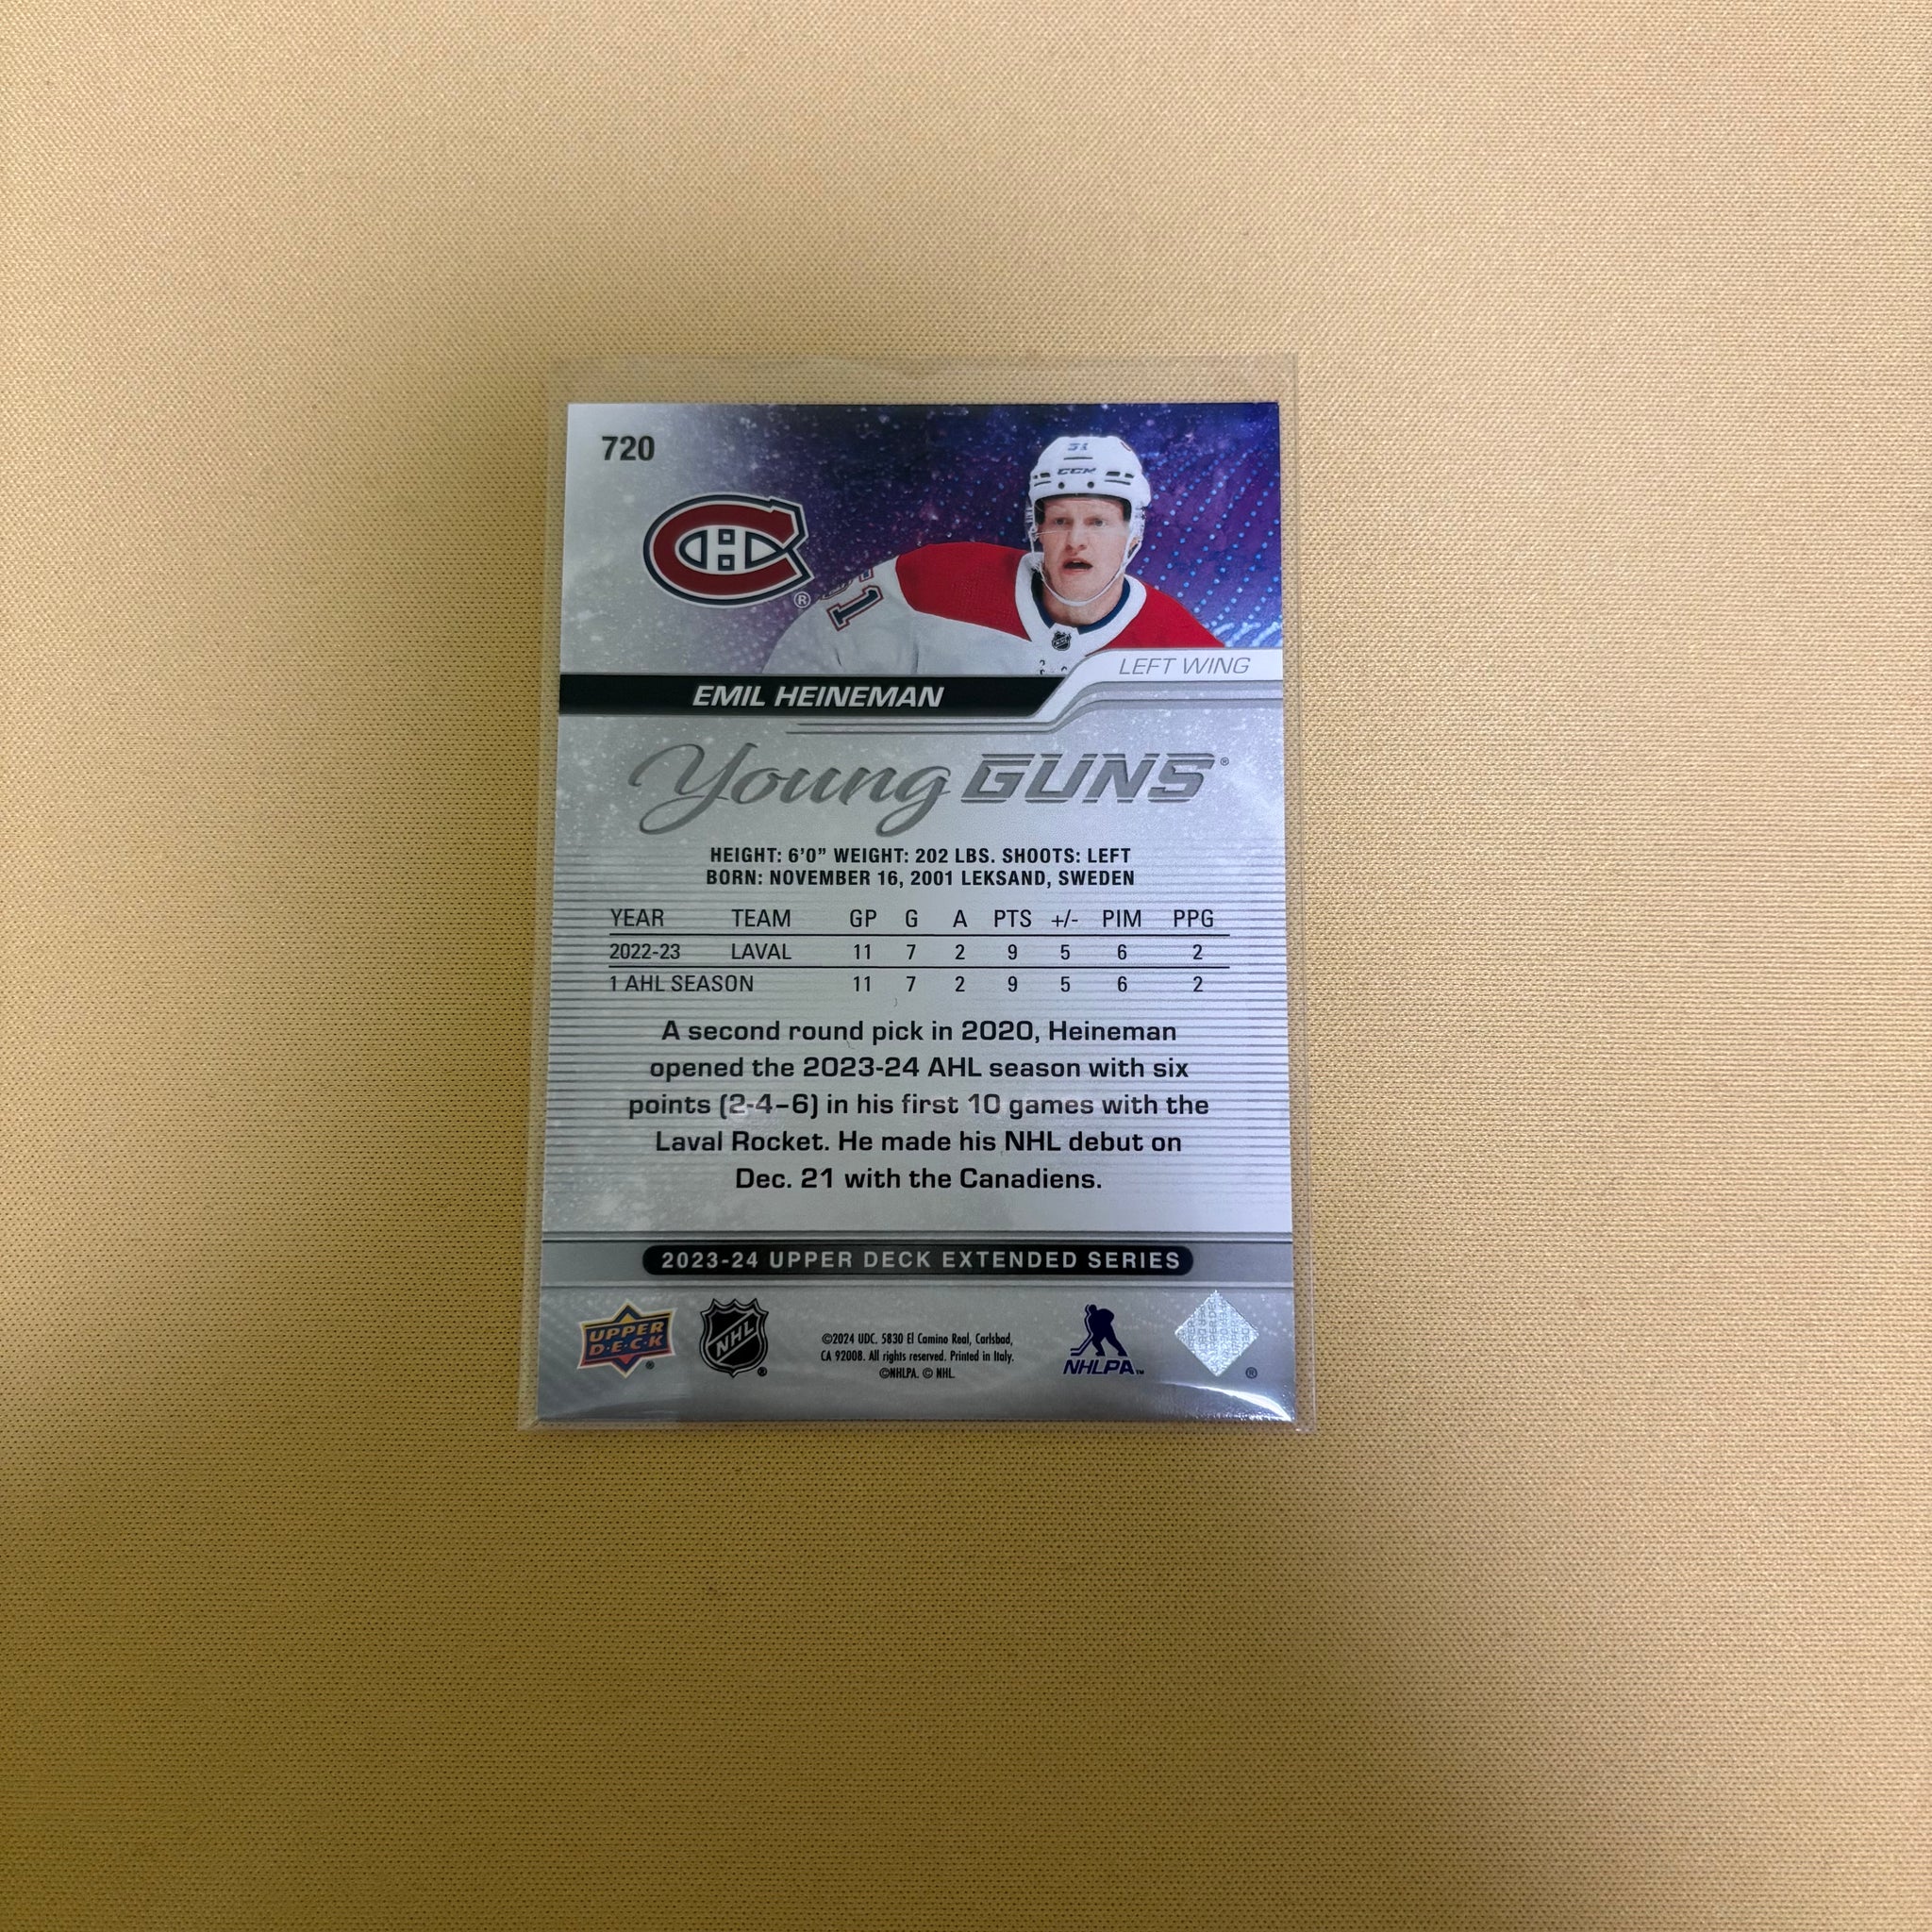 720
51
CCM
51
®
LEFT WING
EMIL HEINEMAN
Young GUNS®
HEIGHT: 6'0” WEIGHT: 202 LBS. SHOOTS: LEFT
BORN: NOVEMBER 16, 2001 LEKSAND, SWEDEN
YEAR TEAM GP G A PTS +/- PIM PPG
2022-23 LAVAL 11 7 2 9 5 6 2
1 AHL SEASON 11 7 2 9 5 6 2
A second round pick in 2020, Heineman
opened the 2023-24 AHL season with six
points (2-4–6) in his first 10 games with the
Laval Rocket. He made his NHL debut on
Dec. 21 with the Canadiens.
2023-24 UPPER DECK EXTENDED SERIES
UPPER
D·E·C·K
®
NHL
®
©2024 UDC. 5830 El Camino Real, Carlsbad,
CA 92008. All rights reserved. Printed in Italy.
©NHLPA. © NHL.
NHLPA™
®